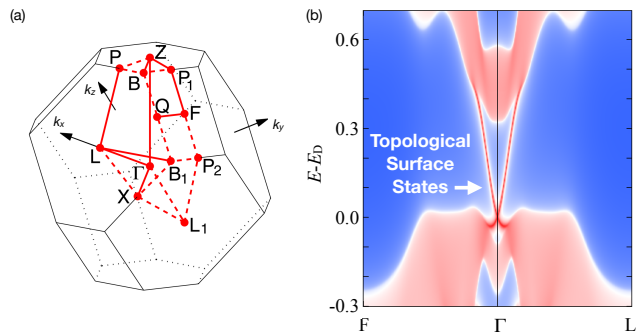 (a)
Z
P
B
P1
kz
Q
F
kx
ky
L
Γ
B1
P2
X
L1
(b)
0.6
E-ED
0.3
Topological
Surface
States
0.0
-0.3
F
Γ
L